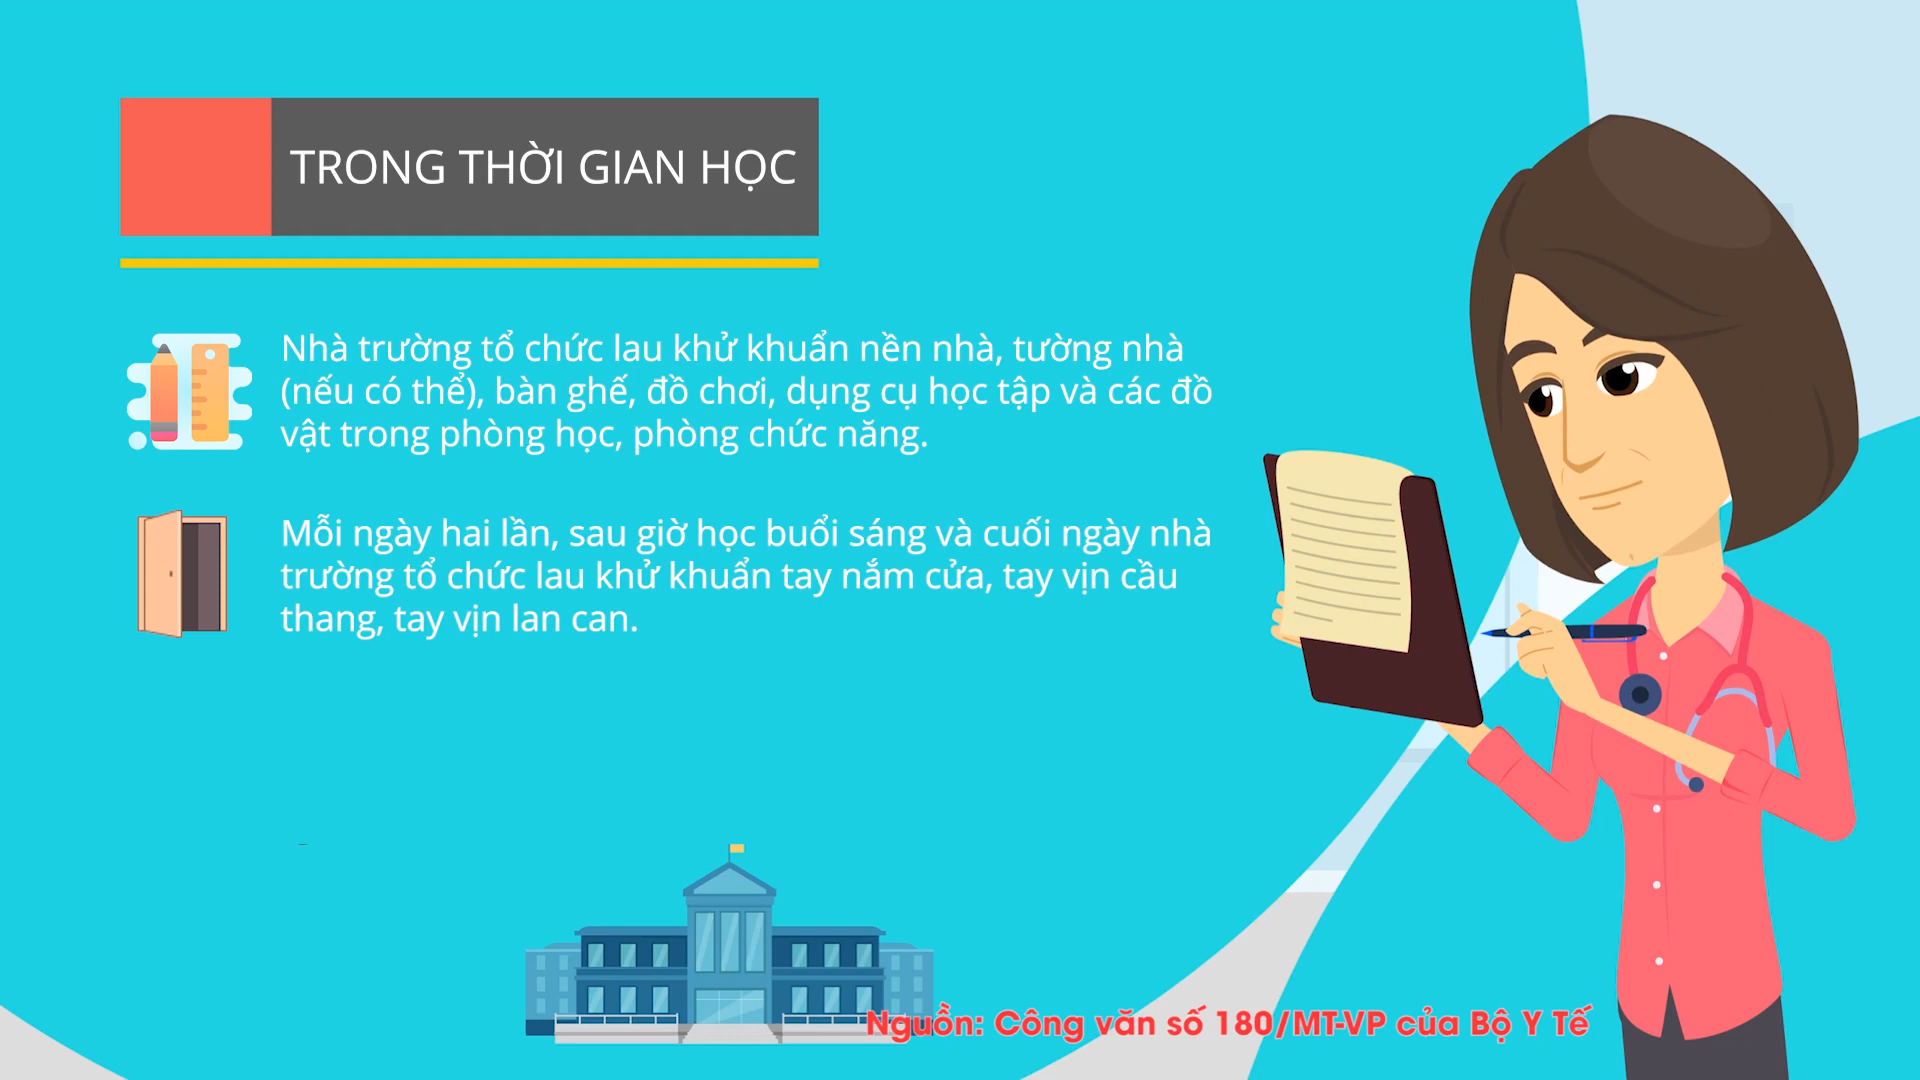 TRONG THỜI GIAN HỌC
Nhà trường tổ chức lau khử khuẩn nền nhà, tường nhà
(nếu có thể), bàn ghế, đồ chơi, dụng cụ học tập và các đồ
vật trong phòng học, phòng chức năng.
Mỗi ngày hai lần, sau giờ học buổi sáng và cuối ngày nhà
trường tổ chức lau khử khuẩn tay nắm cửa, tay vịn cầu
thang, tay vịn lan can.
Nguồn: Công văn số 180/MT-VP của Bộ Y Tế